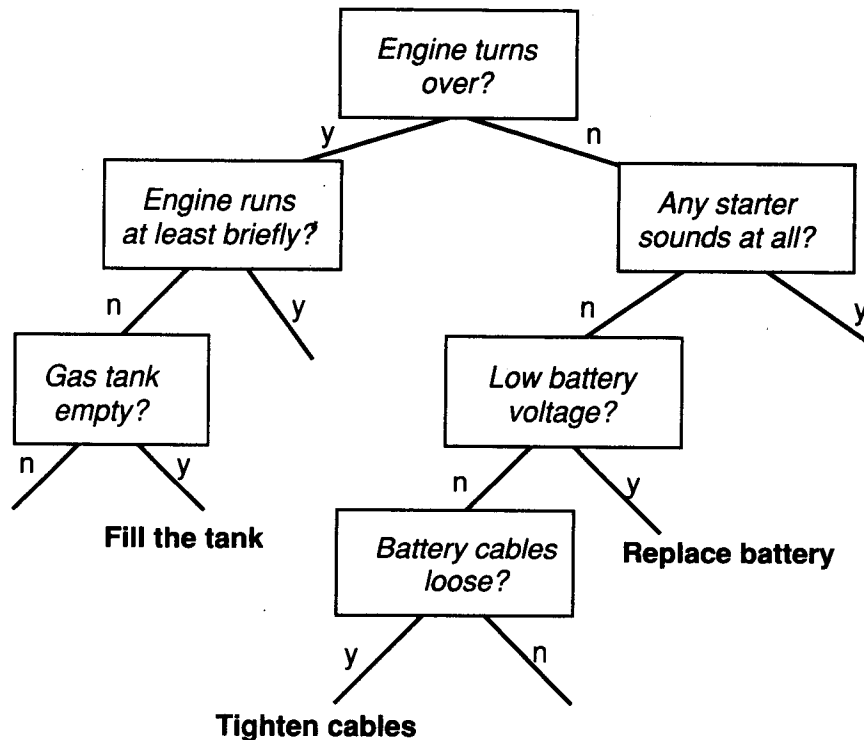 Engine turns
over?
y
n
Engine runs
at least briefly?
Any starter
sounds at all?
n
y
n
y
Gas tank
empty?
Low battery
voltage?
n
y
n
y
Fill the tank
Battery cables
loose?
Replace battery
y
n
Tighten cables